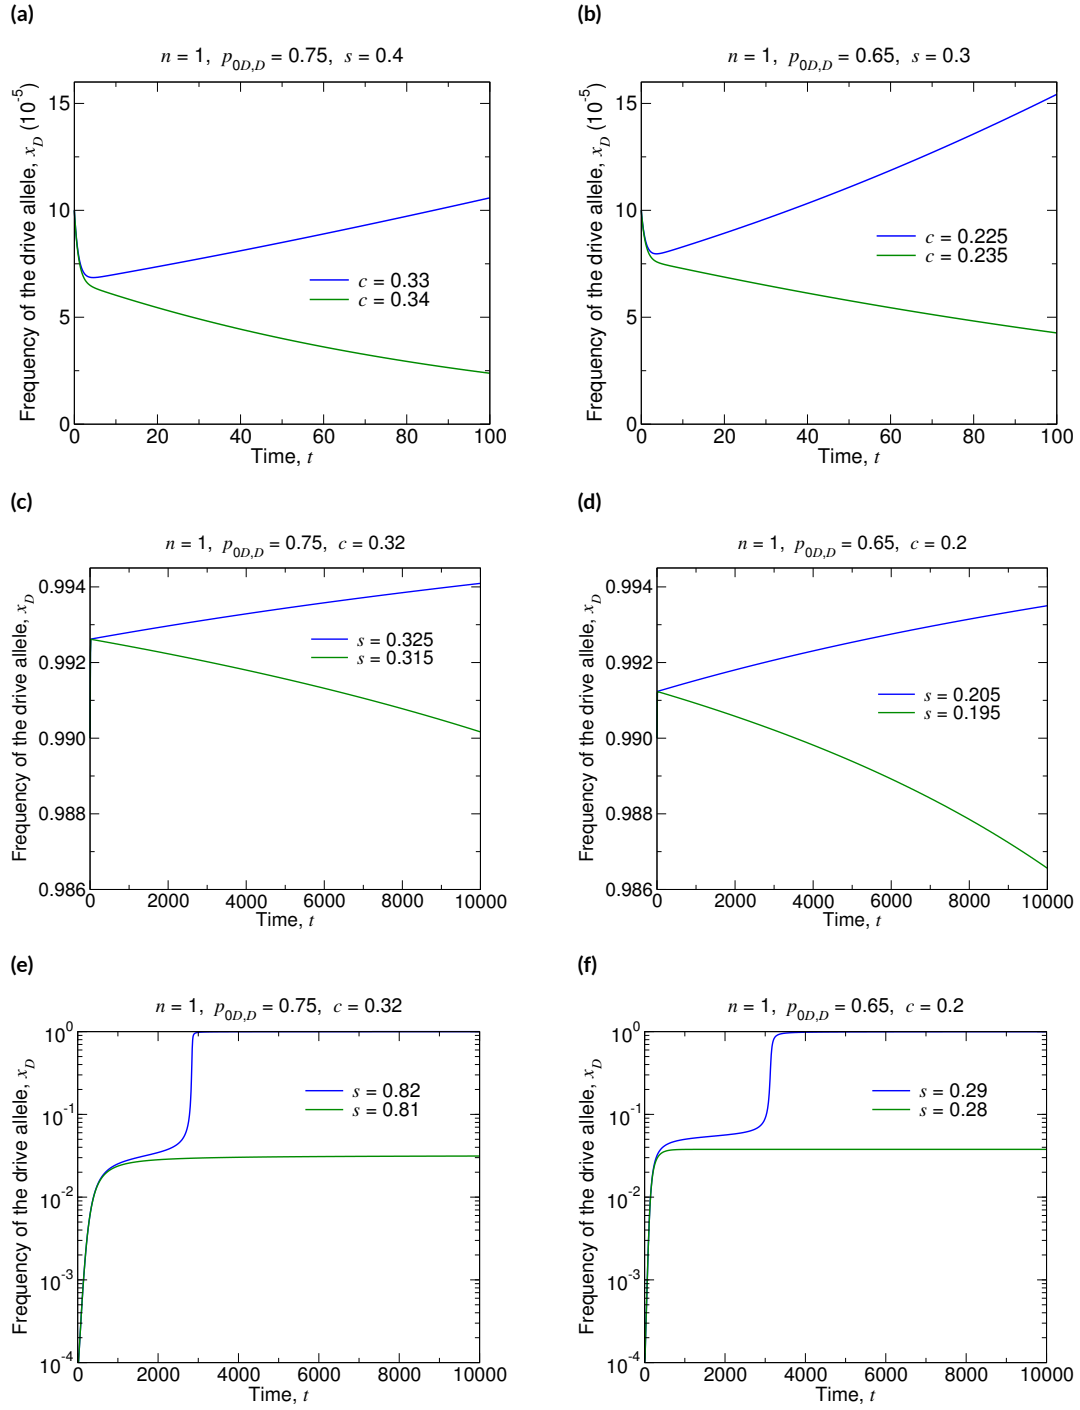 (a)
n = 1, p0D,D = 0.75, s = 0.4
Frequency of the drive allele, xD (10-5)
15
10
5
0
c = 0.33
c = 0.34
0 20 40 60 80 100
Time, t
(b)
n = 1, p0D,D = 0.65, s = 0.3
Frequency of the drive allele, xD (10-5)
15
10
5
0
c = 0.225
c = 0.235
0 20 40 60 80 100
Time, t
(c)
n = 1, p0D,D = 0.75, c = 0.32
Frequency of the drive allele, xD
0.994
0.992
0.990
0.988
0.986
s = 0.325
s = 0.315
0 2000 4000 6000 8000 10000
Time, t
(d)
n = 1, p0D,D = 0.65, c = 0.2
Frequency of the drive allele, xD
0.994
0.992
0.990
0.988
0.986
s = 0.205
s = 0.195
0 2000 4000 6000 8000 10000
Time, t
(e)
n = 1, p0D,D = 0.75, c = 0.32
Frequency of the drive allele, xD
100
10-1
10-2
10-3
10-4
s = 0.82
s = 0.81
0 2000 4000 6000 8000 10000
Time, t
(f)
n = 1, p0D,D = 0.65, c = 0.2
Frequency of the drive allele, xD
100
10-1
10-2
10-3
10-4
s = 0.29
s = 0.28
0 2000 4000 6000 8000 10000
Time, t